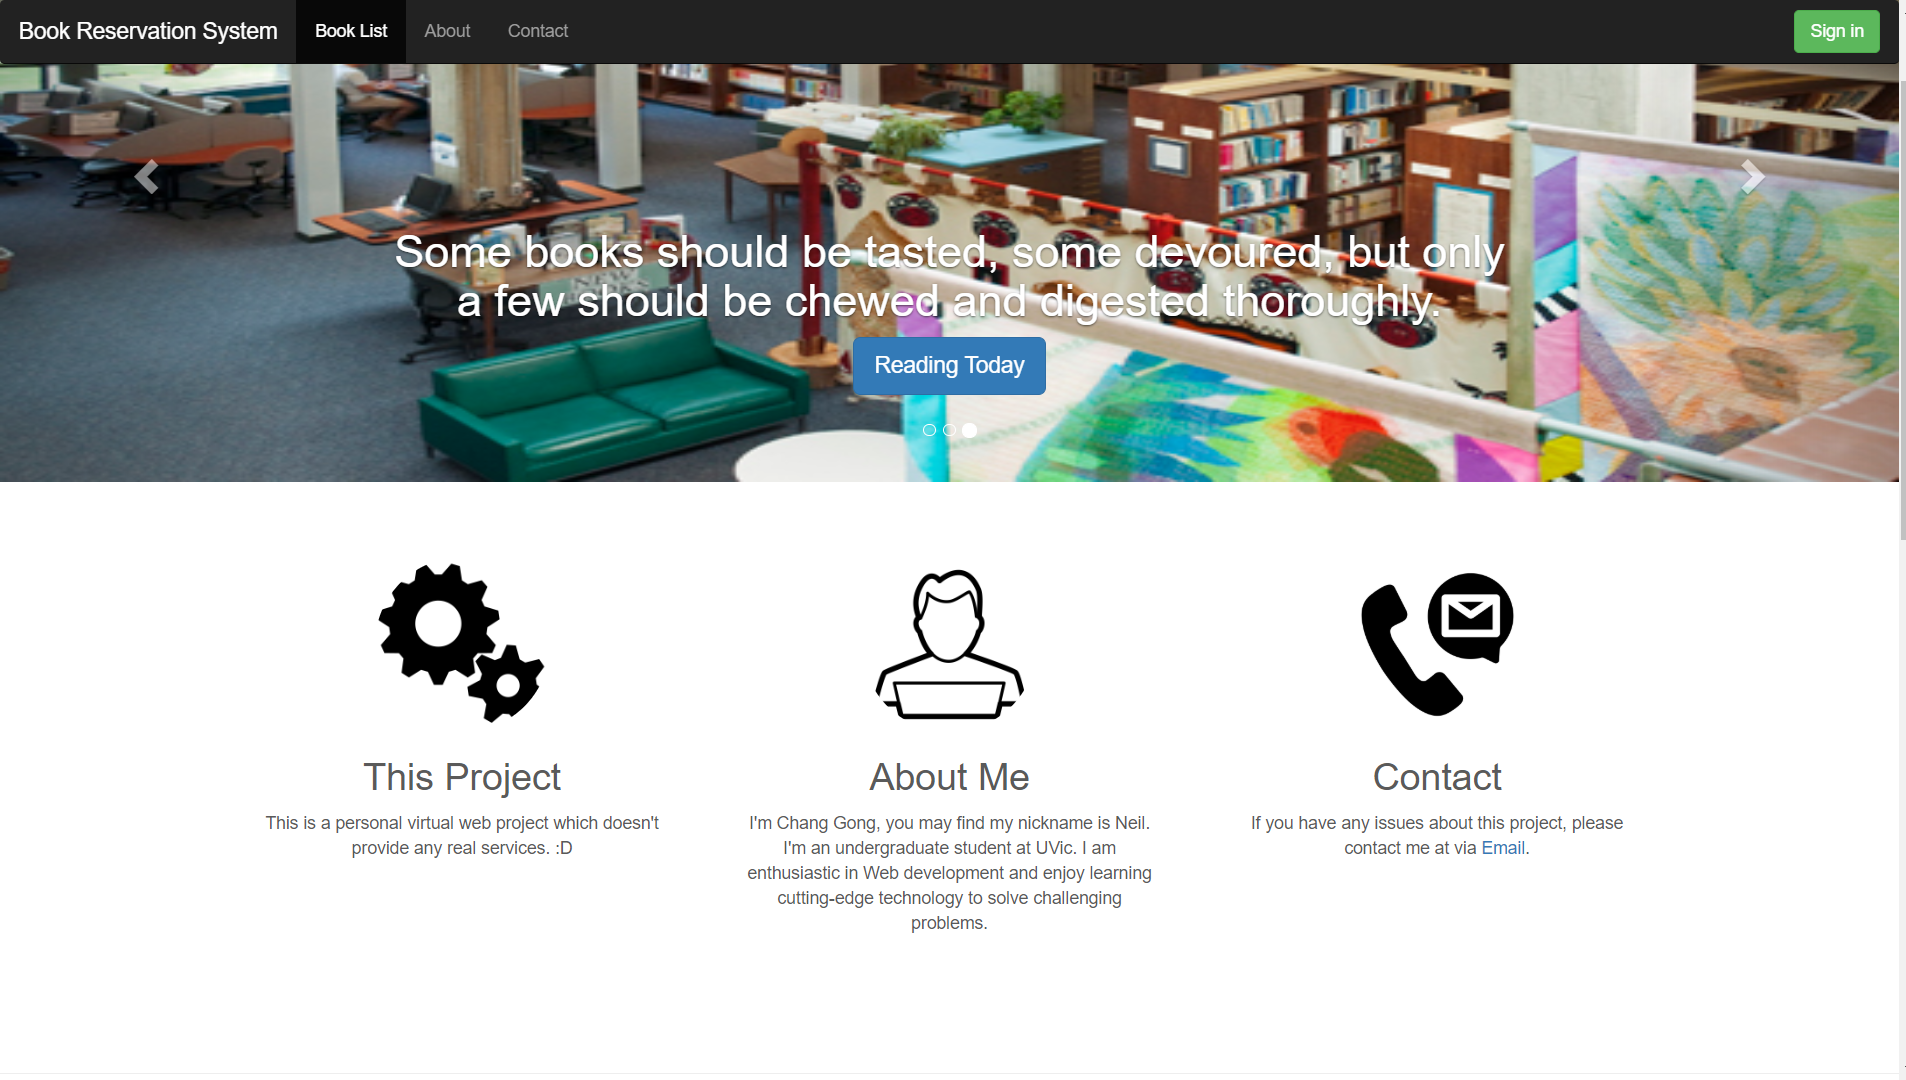 Book Reservation System Book List About Contact Sign in
Some books should be tasted, some devoured, but only
a few should be chewed and digested thoroughly.
Reading Today
This Project
This is a personal virtual web project which doesn't
provide any real services. :D
About Me
I'm Chang Gong, you may find my nickname is Neil.
I'm an undergraduate student at UVic. I am
enthusiastic in Web development and enjoy learning
cutting-edge technology to solve challenging
problems.
Contact
If you have any issues about this project, please
contact me at via Email.